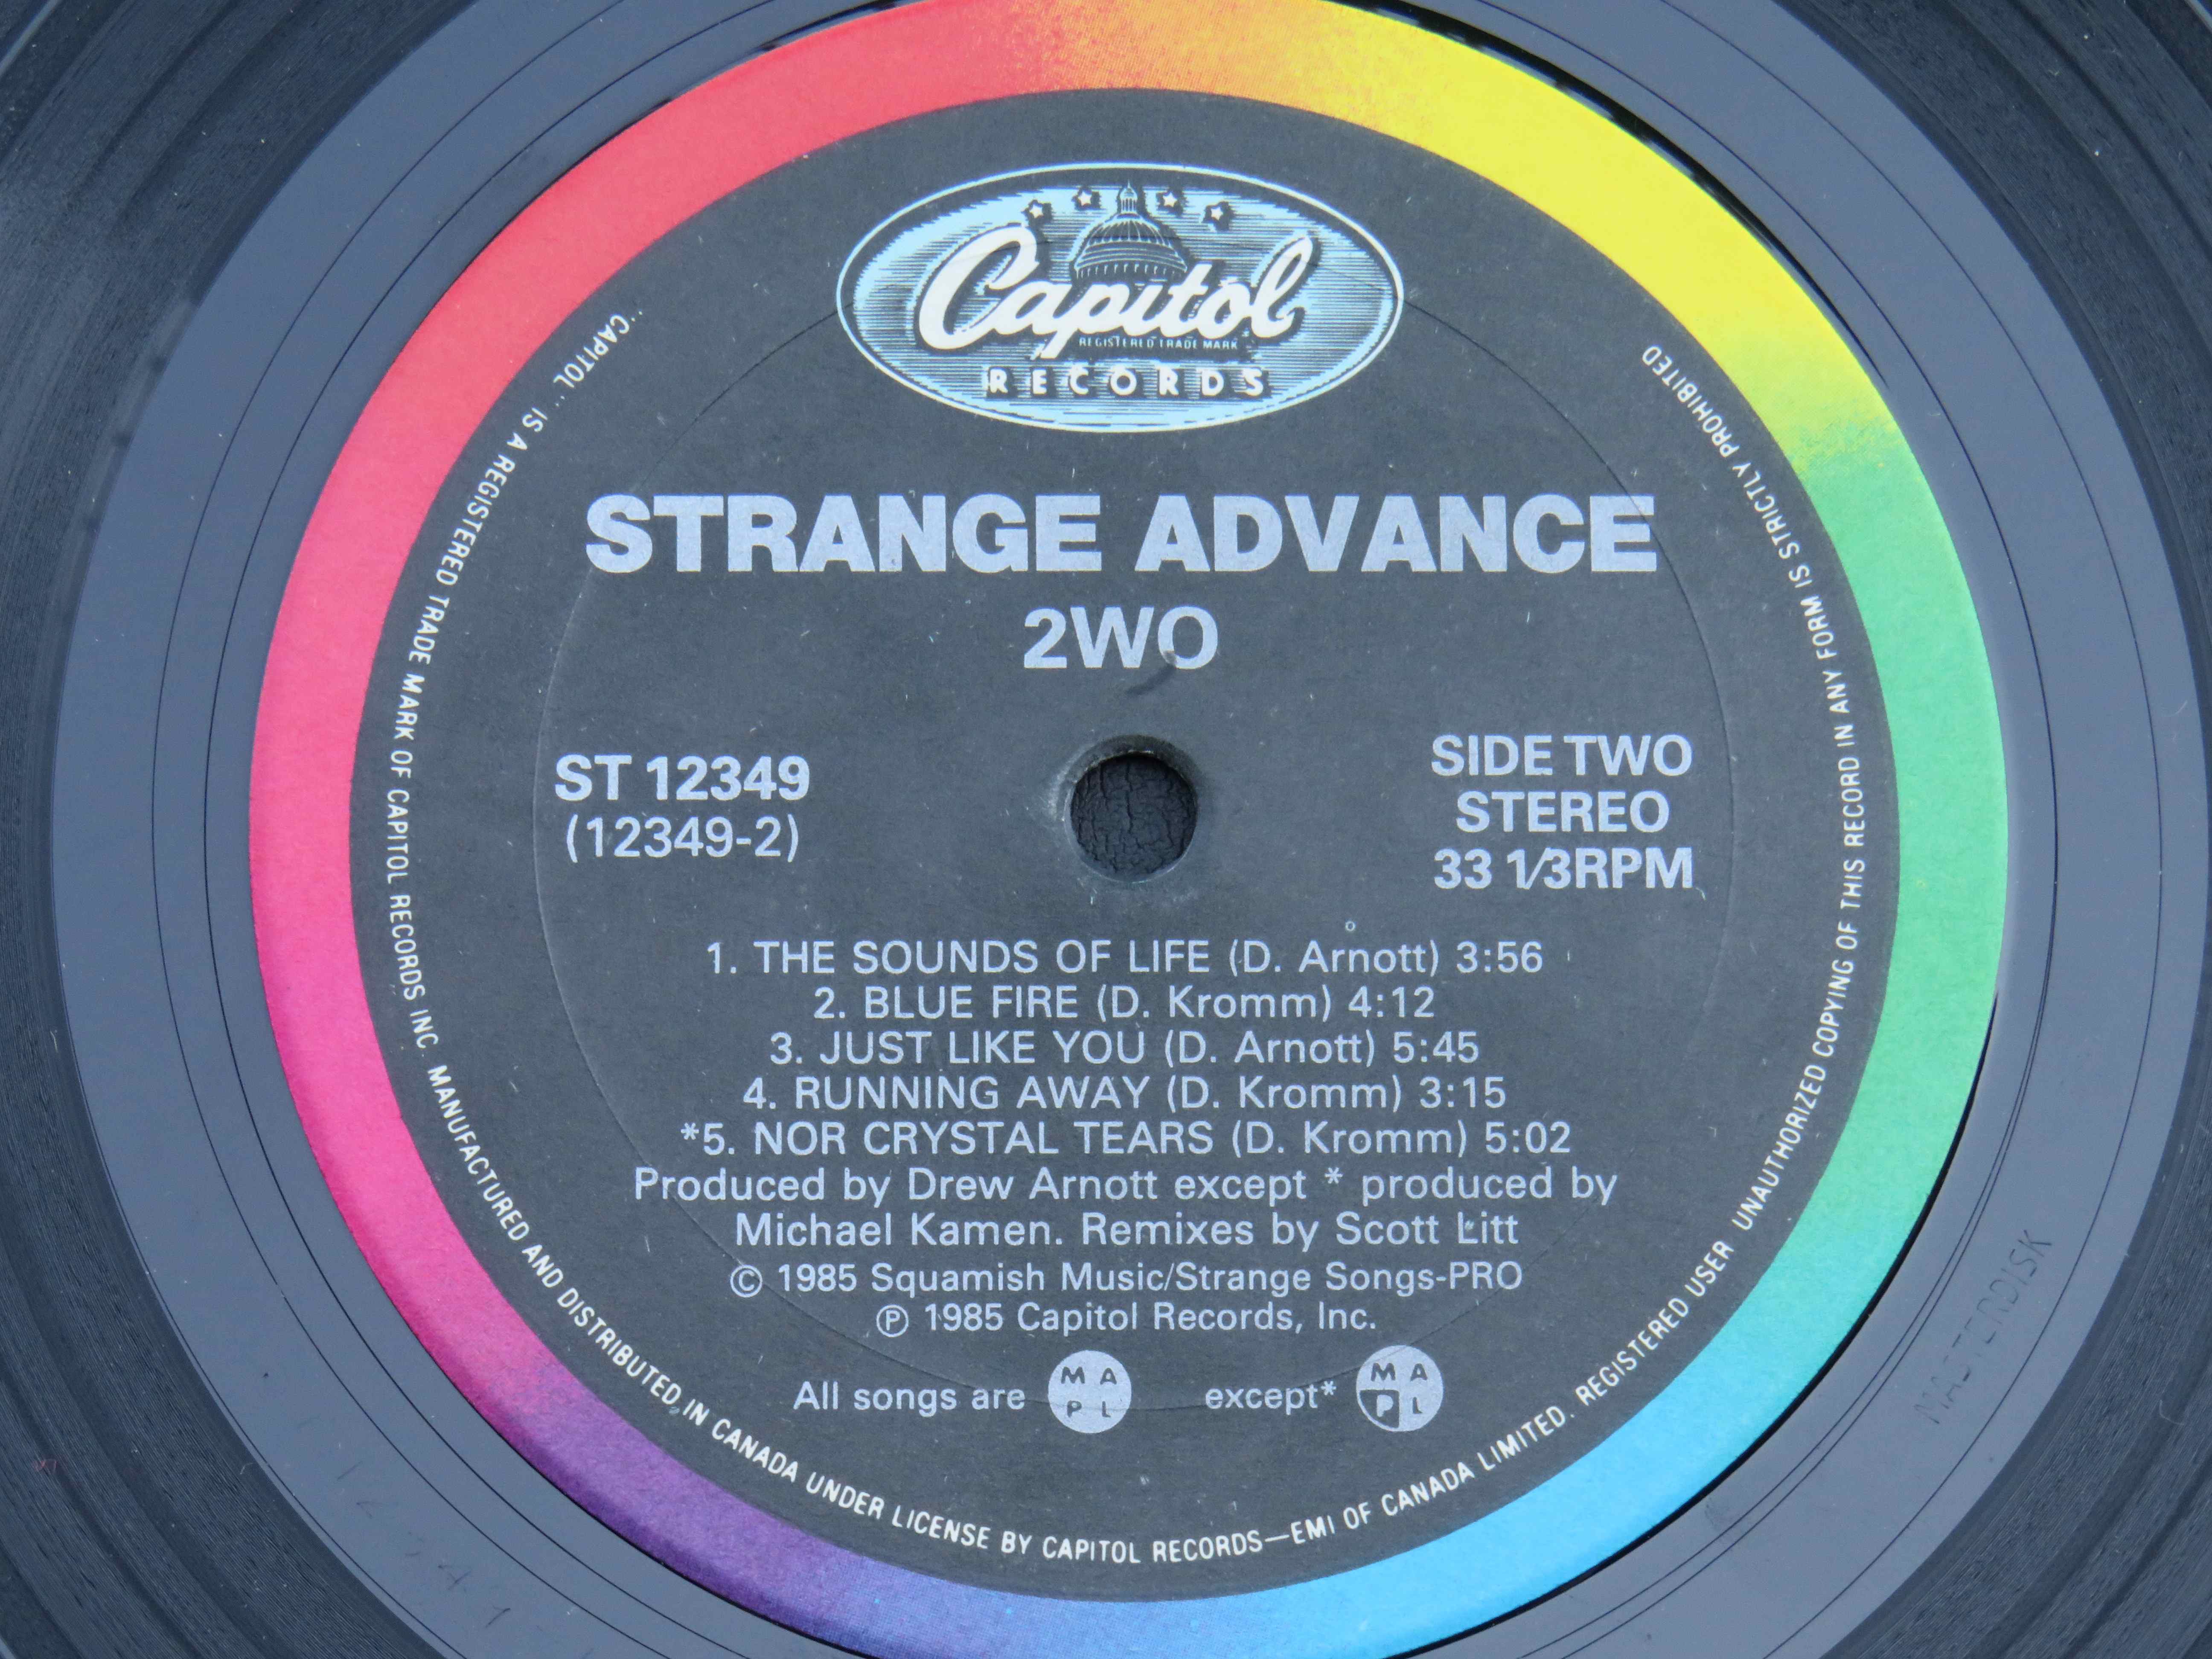 Capitol
REGISTERED TRADE MARK
RECORDS
STRANGE ADVANCE
2WO
ST 12349
(12349-2)
SIDE TWO
STEREO
33 1/3RPM
1. THE SOUNDS OF LIFE (D. Arnott) 3:56
2. BLUE FIRE (D. Kromm) 4:12
3. JUST LIKE YOU (D. Arnott) 5:45
4. RUNNING AWAY (D. Kromm) 3:15
*5. NOR CRYSTAL TEARS (D. Kromm) 5:02
Produced by Drew Arnott except * produced by
Michael Kamen. Remixes by Scott Litt
© 1985 Squamish Music/Strange Songs-PRO
℗ 1985 Capitol Records, Inc.
All songs are M A P L except* M A P L
"CAPITOL" IS A REGISTERED TRADE MARK OF CAPITOL RECORDS INC. MANUFACTURED AND DISTRIBUTED IN CANADA UNDER LICENSE BY CAPITOL RECORDS—EMI OF CANADA LIMITED. REGISTERED USER UNAUTHORIZED COPYING OF THIS RECORD IN ANY FORM IS STRICTLY PROHIBITED
MASTERDISK